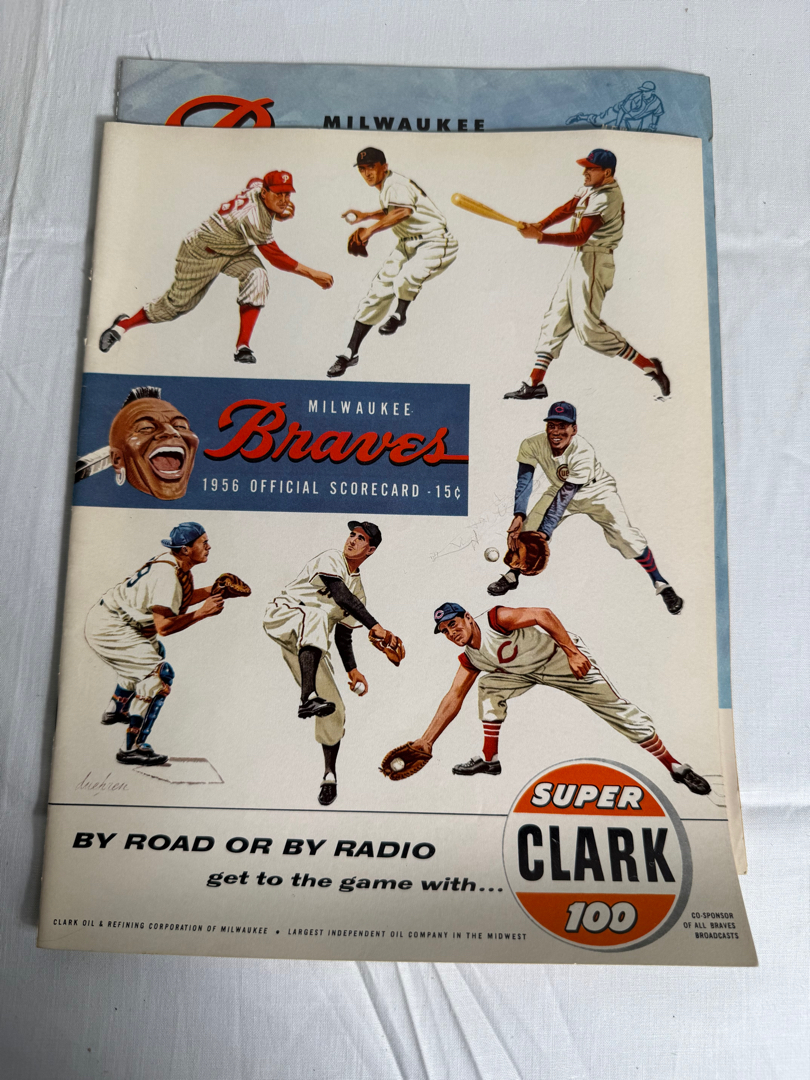 MILWAUKEE
P
P
MILWAUKEE
Braves
1956 OFFICIAL SCORECARD - 15¢
C
SUPER
CLARK
100
BY ROAD OR BY RADIO
get to the game with...
CLARK OIL & REFINING CORPORATION OF MILWAUKEE • LARGEST INDEPENDENT OIL COMPANY IN THE MIDWEST
CO-SPONSOR
OF ALL BRAVES
BROADCASTS